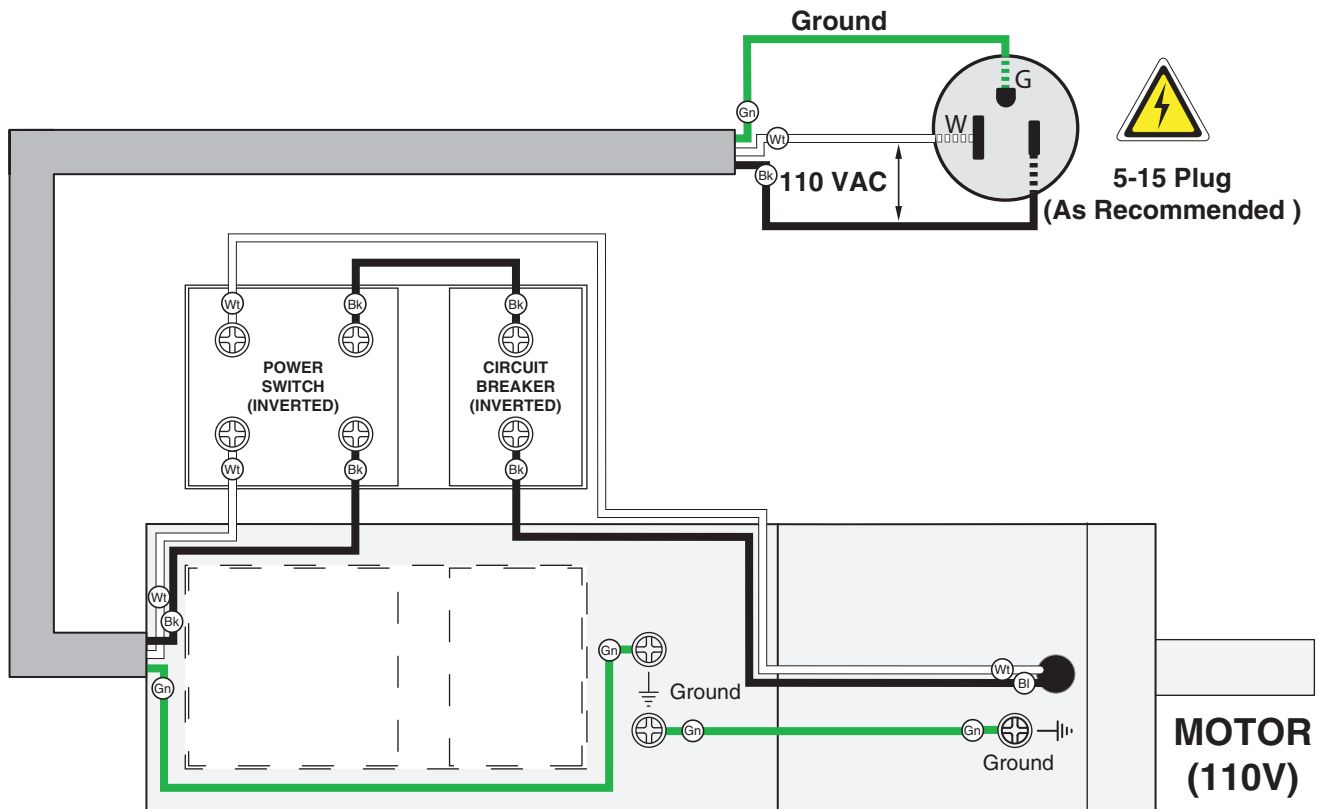 Ground
G
Gn
W
Wt
Bk
110 VAC
5-15 Plug
(As Recommended )
Wt
Bk
Bk
POWER
SWITCH
(INVERTED)
CIRCUIT
BREAKER
(INVERTED)
Wt
Bk
Bk
Wt
Bk
Gn
Gn
Ground
Wt
Bl
Gn
Gn
Ground
MOTOR
(110V)